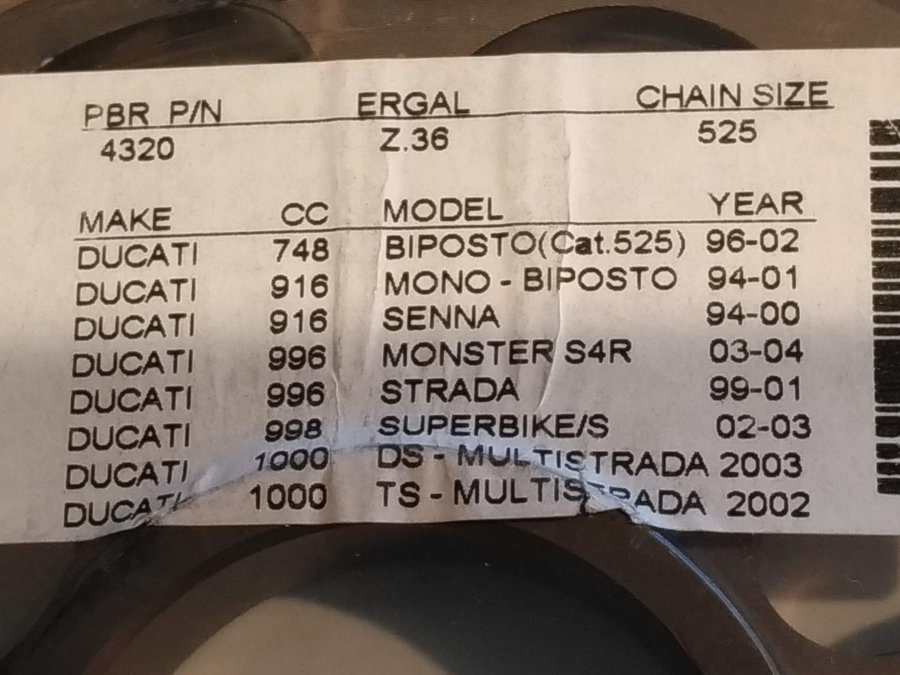 PBR P/N ERGAL CHAIN SIZE
4320 Z.36 525
MAKE CC MODEL YEAR
DUCATI 748 BIPOSTO(Cat.525) 96-02
DUCATI 916 MONO - BIPOSTO 94-01
DUCATI 916 SENNA 94-00
DUCATI 996 MONSTER S4R 03-04
DUCATI 996 STRADA 99-01
DUCATI 998 SUPERBIKE/S 02-03
DUCATI 1000 DS - MULTISTRADA 2003
DUCATI 1000 TS - MULTISTRADA 2002